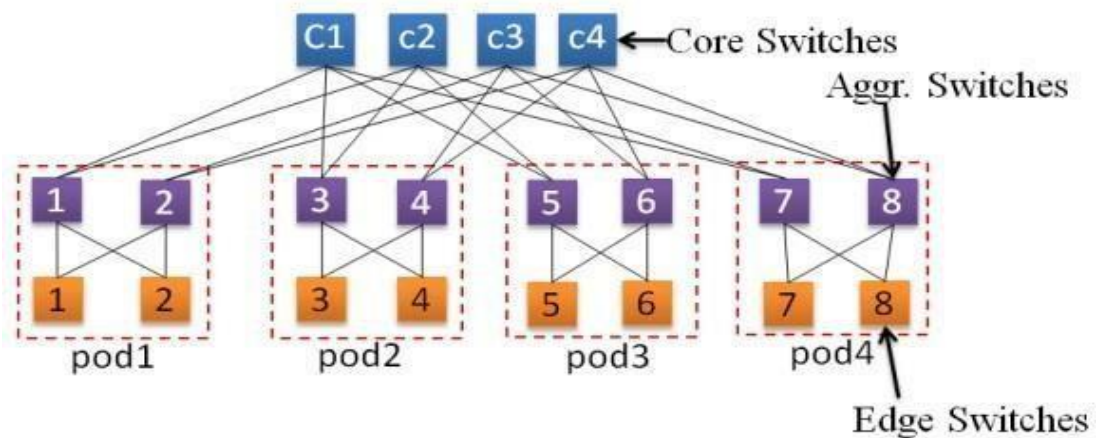 C1 c2 c3 c4 Core Switches
Aggr. Switches
1 2 3 4 5 6 7 8
1 2 3 4 5 6 7 8
pod1 pod2 pod3 pod4
Edge Switches